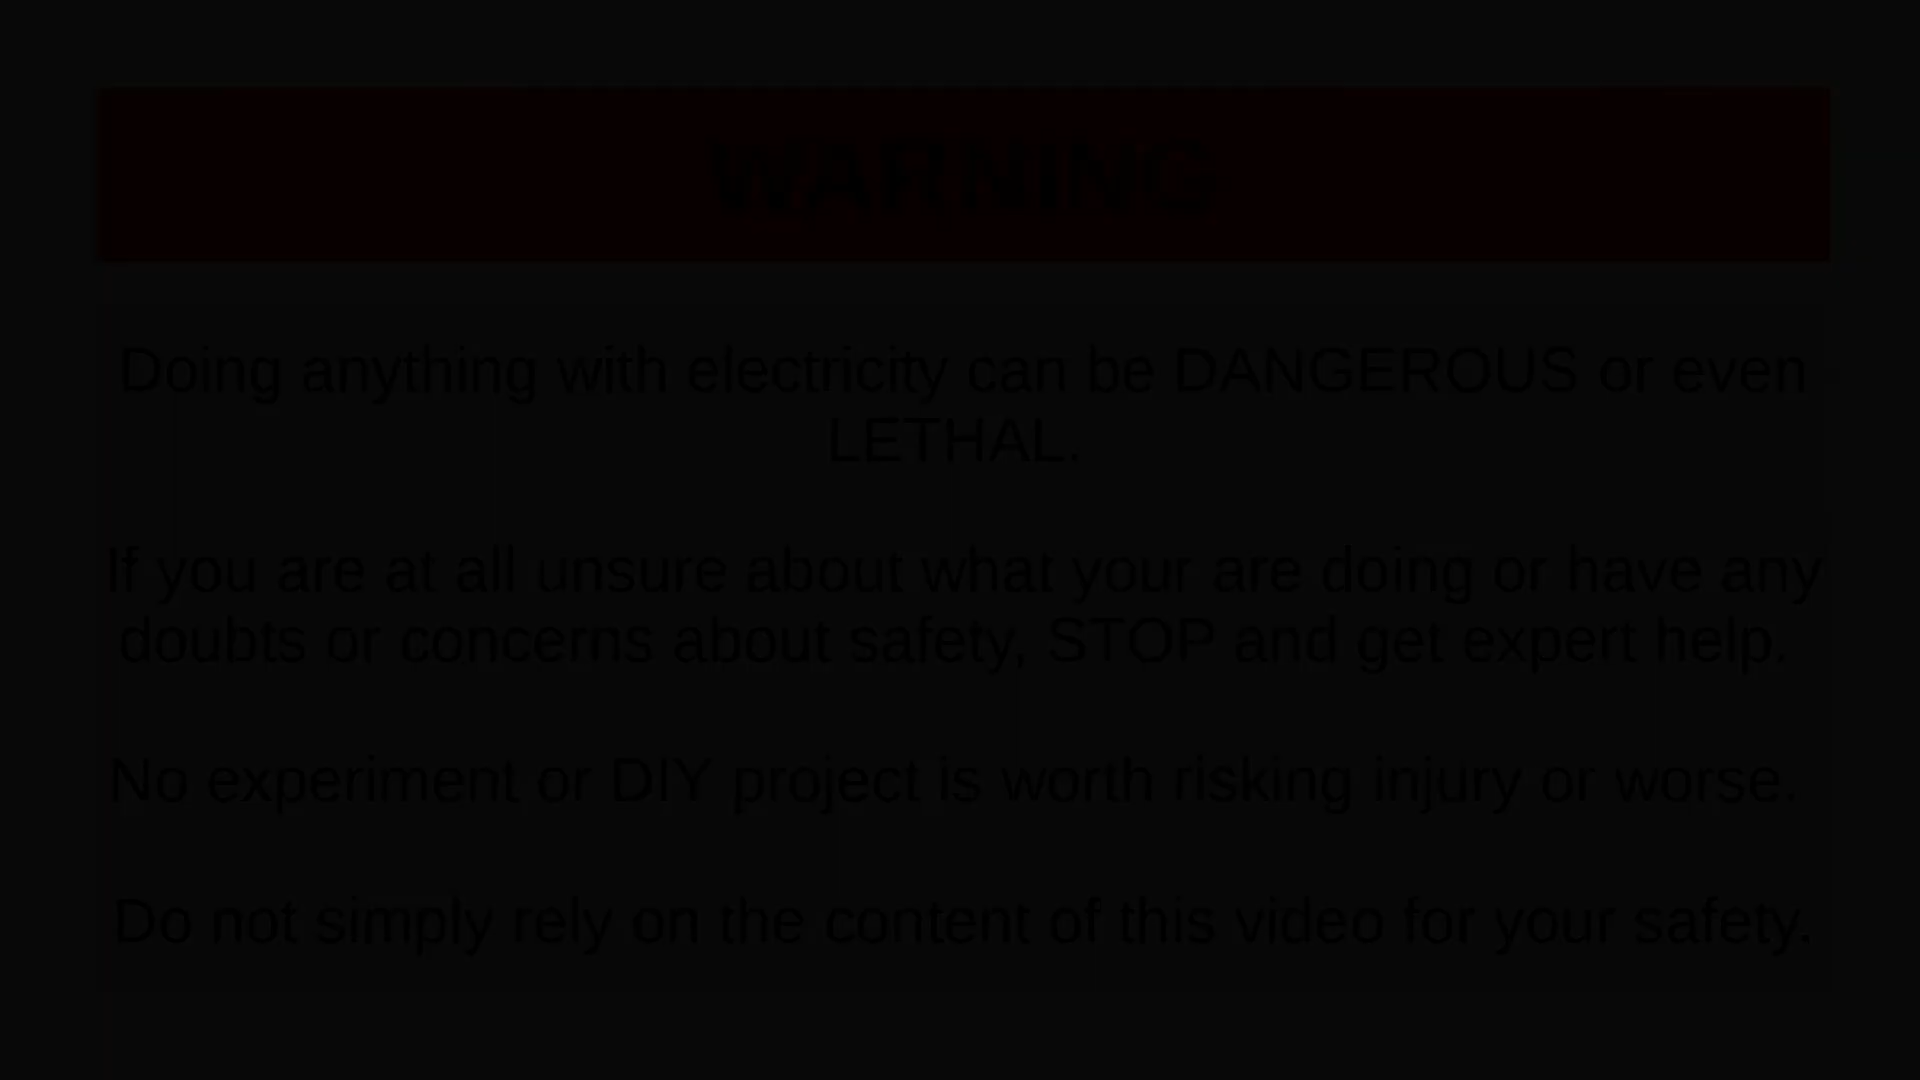 WARNING
Doing anything with electricity can be DANGEROUS or even
LETHAL.
If you are at all unsure about what your are doing or have any
doubts or concerns about safety, STOP and get expert help.
No experiment or DIY project is worth risking injury or worse.
Do not simply rely on the content of this video for your safety.